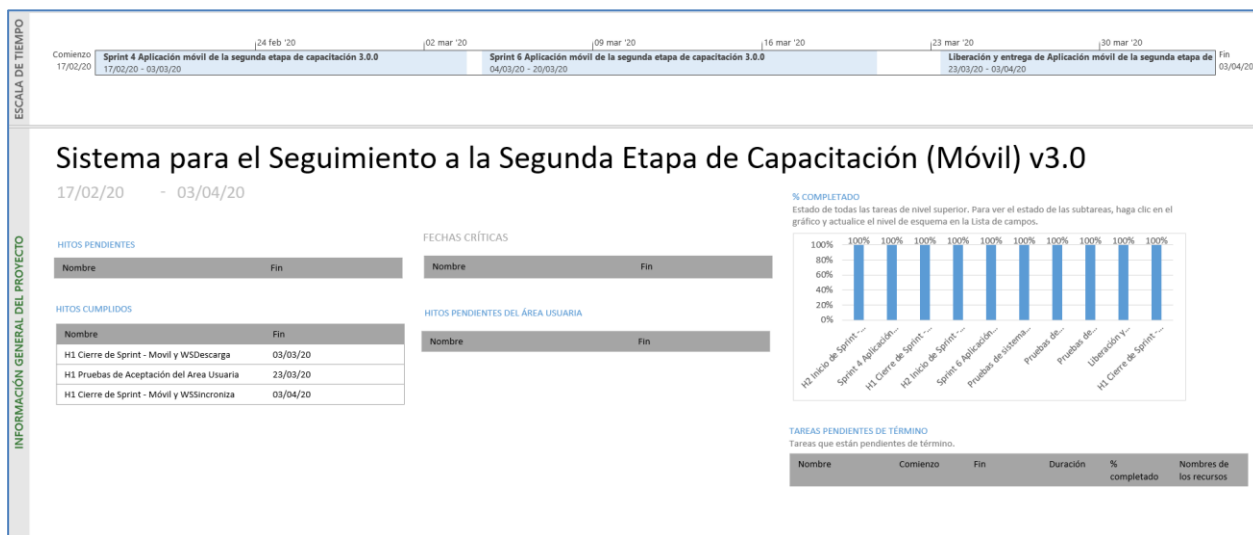 ESCALA DE TIEMPO
24 feb '20
02 mar '20
09 mar '20
16 mar '20
23 mar '20
30 mar '20
Comienzo
17/02/20
Sprint 4 Aplicación móvil de la segunda etapa de capacitación 3.0.0
17/02/20 - 03/03/20
Sprint 6 Aplicación móvil de la segunda etapa de capacitación 3.0.0
04/03/20 - 20/03/20
Liberación y entrega de Aplicación móvil de la segunda etapa de
23/03/20 - 03/04/20
Fin
03/04/20
INFORMACIÓN GENERAL DEL PROYECTO
Sistema para el Seguimiento a la Segunda Etapa de Capacitación (Móvil) v3.0
17/02/20 - 03/04/20
HITOS PENDIENTES
Nombre Fin
HITOS CUMPLIDOS
Nombre Fin
H1 Cierre de Sprint - Movil y WSDescarga 03/03/20
H1 Pruebas de Aceptación del Area Usuaria 23/03/20
H1 Cierre de Sprint - Móvil y WSSincroniza 03/04/20
FECHAS CRÍTICAS
Nombre Fin
HITOS PENDIENTES DEL ÁREA USUARIA
Nombre Fin
% COMPLETADO
Estado de todas las tareas de nivel superior. Para ver el estado de las subtareas, haga clic en el
gráfico y actualice el nivel de esquema en la Lista de campos.
100% 100% 100% 100% 100% 100% 100% 100% 100% 100%
100%
80%
60%
40%
20%
0%
H2 Inicio de Sprint -...
Sprint 4 Aplicación...
H1 Cierre de Sprint -...
H2 Inicio de Sprint -...
Sprint 6 Aplicación...
Pruebas de sistema...
Pruebas de...
Pruebas de...
Liberación y...
H1 Cierre de Sprint -...
TAREAS PENDIENTES DE TÉRMINO
Tareas que están pendientes de término.
Nombre Comienzo Fin Duración % completado Nombres de los recursos